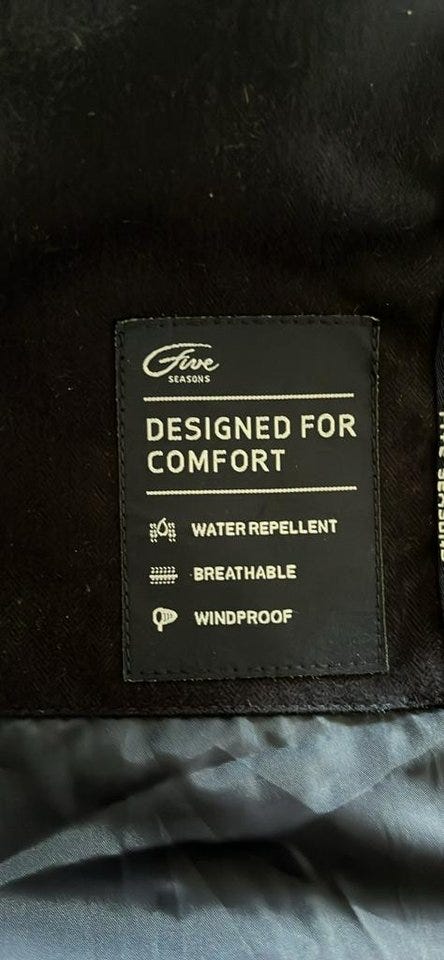 Five
SEASONS
DESIGNED FOR
COMFORT
WATER REPELLENT
BREATHABLE
WINDPROOF